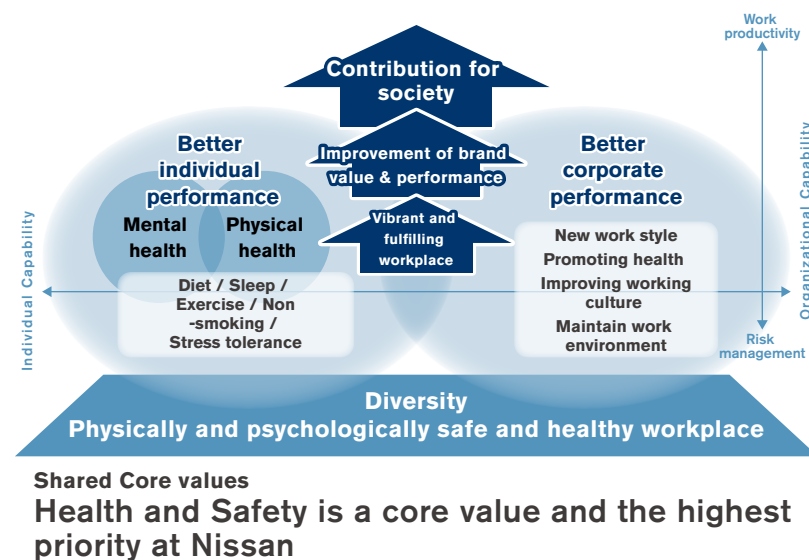 Work
productivity
Contribution for
society
Better
individual
performance
Improvement of brand
value & performance
Better
corporate
performance
Mental
health
Physical
health
Vibrant and
fulfilling
workplace
New work style
Promoting health
Improving working
culture
Maintain work
environment
Diet / Sleep /
Exercise / Non
-smoking /
Stress tolerance
Individual Capability
Organizational Capability
Risk
management
Diversity
Physically and psychologically safe and healthy workplace
Shared Core values
Health and Safety is a core value and the highest
priority at Nissan